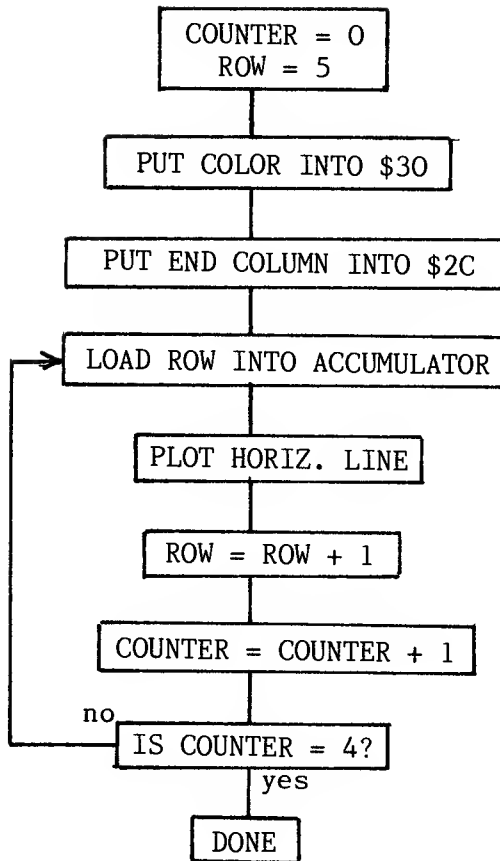 COUNTER = 0
ROW = 5
PUT COLOR INTO $30
PUT END COLUMN INTO $2C
LOAD ROW INTO ACCUMULATOR
PLOT HORIZ. LINE
ROW = ROW + 1
COUNTER = COUNTER + 1
no
IS COUNTER = 4?
yes
DONE